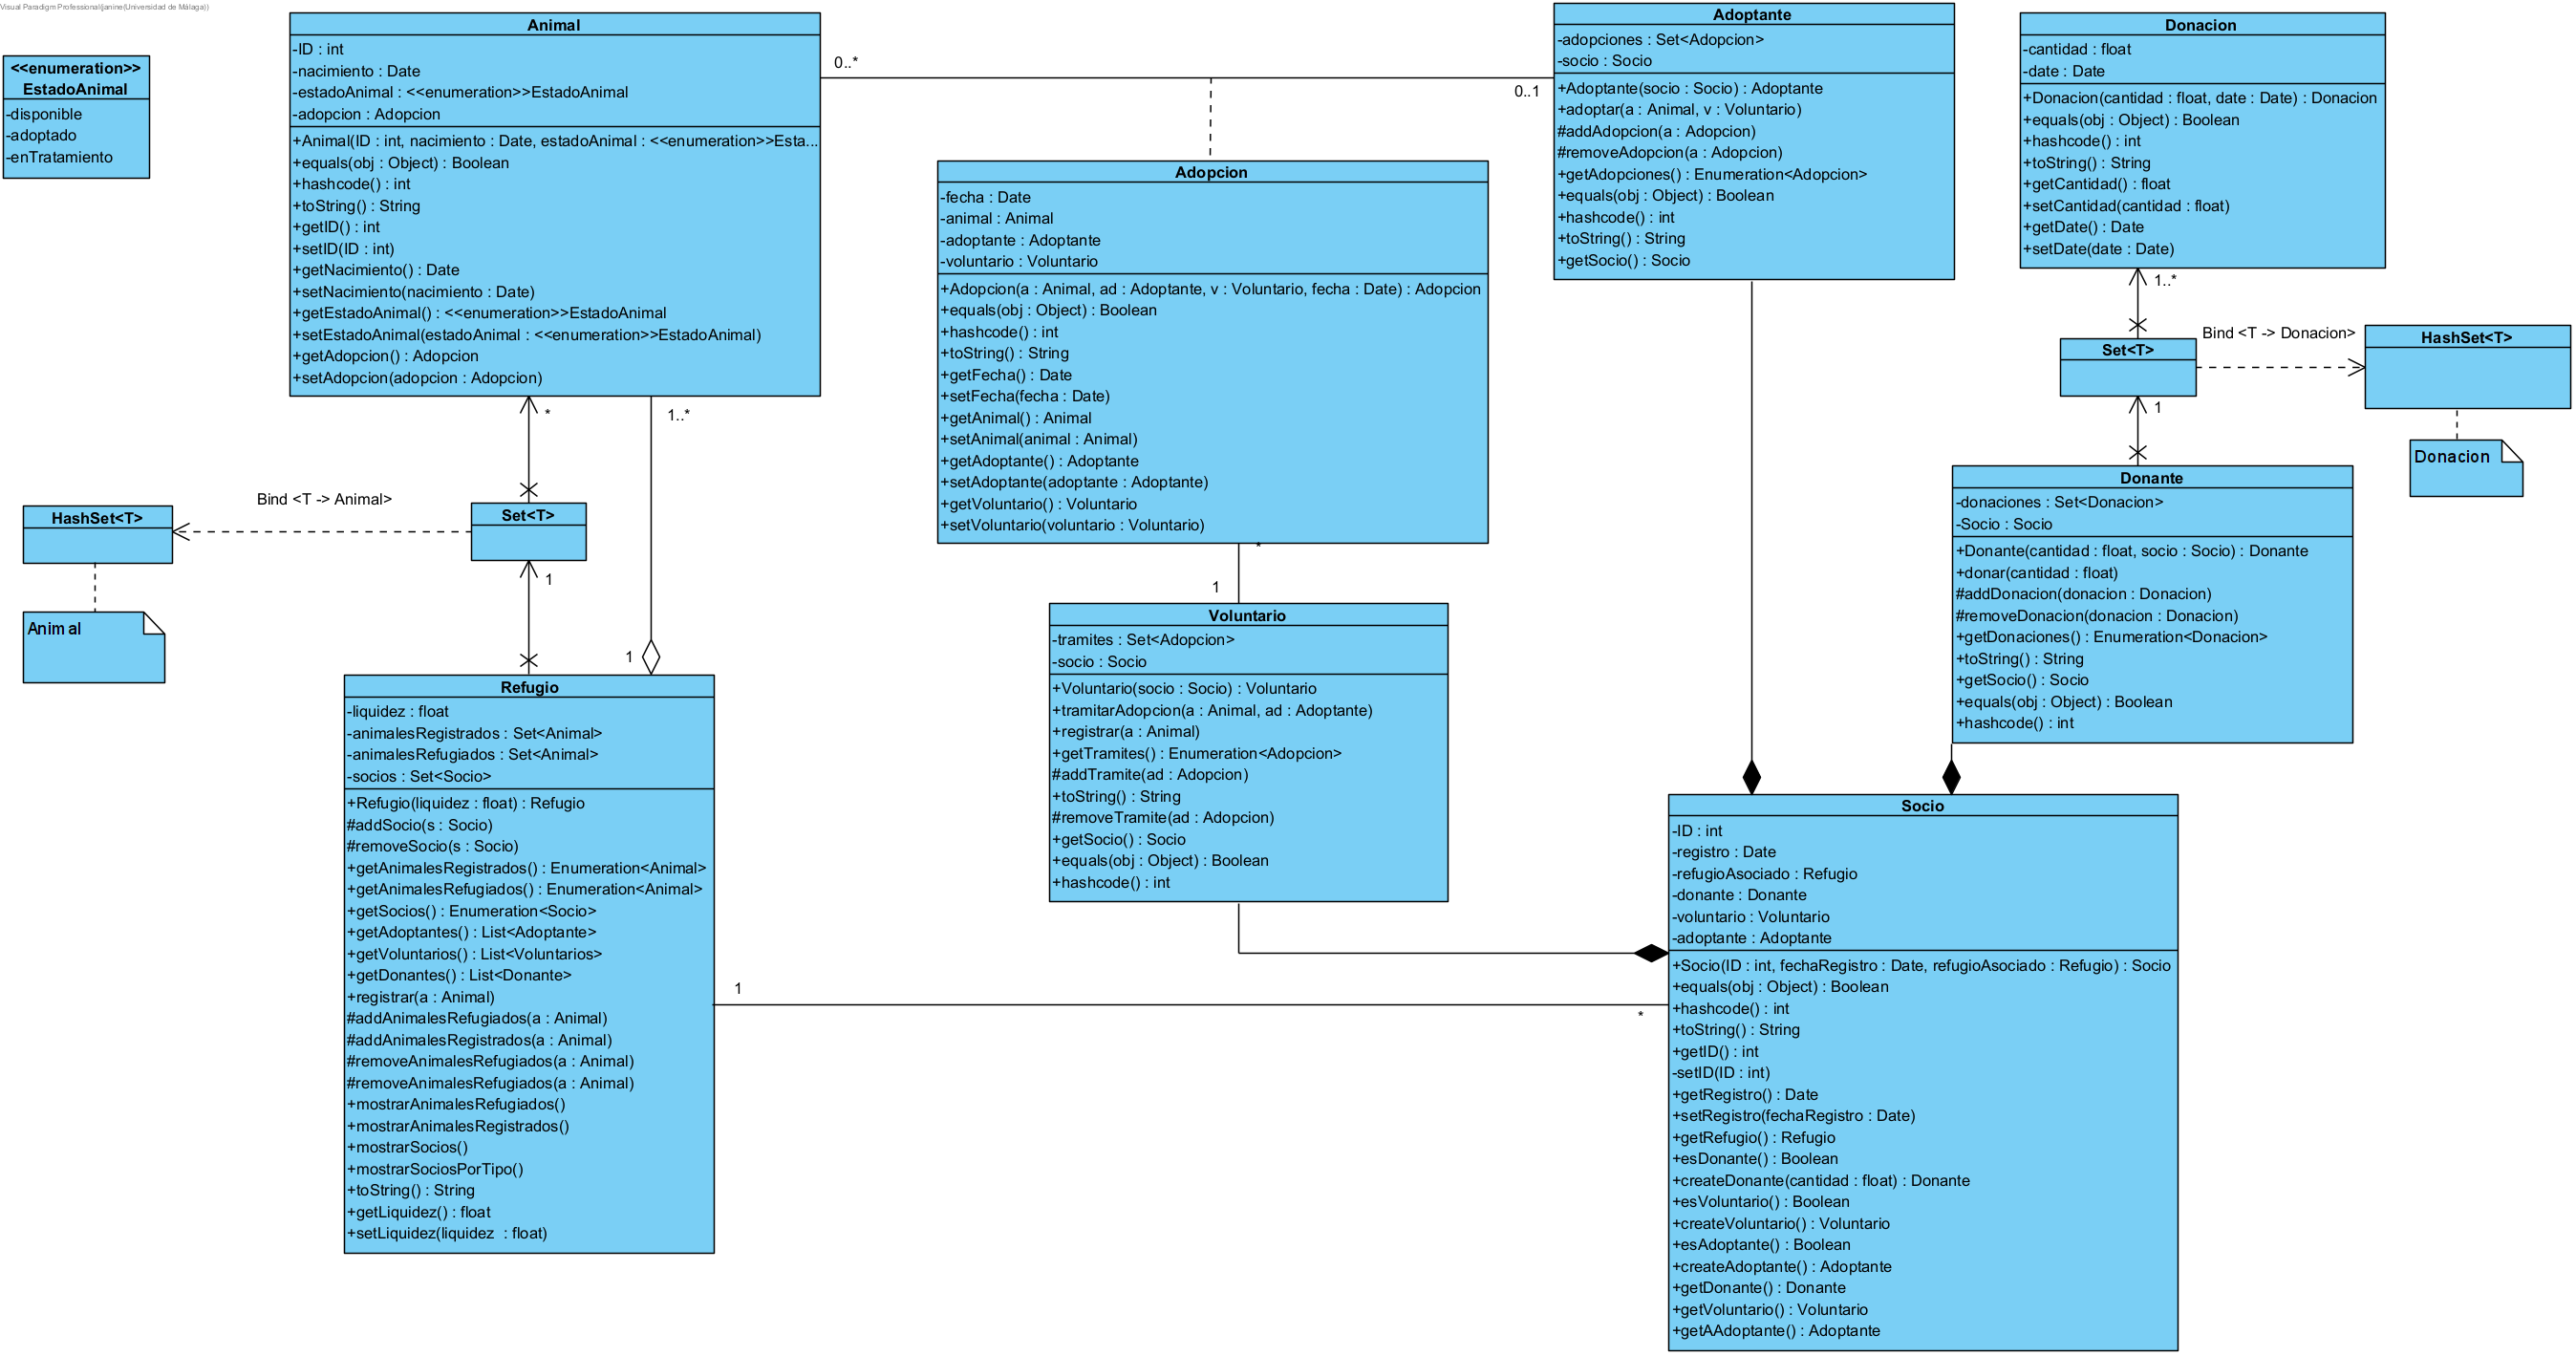 Visual Paradigm Professional(janine(Universidad de Málaga))
<<enumeration>>
EstadoAnimal
-disponible
-adoptado
-enTratamiento
Animal
-ID : int
-nacimiento : Date
-estadoAnimal : <<enumeration>>EstadoAnimal
-adopcion : Adopcion
+Animal(ID : int, nacimiento : Date, estadoAnimal : <<enumeration>>Esta...
+equals(obj : Object) : Boolean
+hashcode() : int
+toString() : String
+getID() : int
+setID(ID : int)
+getNacimiento() : Date
+setNacimiento(nacimiento : Date)
+getEstadoAnimal() : <<enumeration>>EstadoAnimal
+setEstadoAnimal(estadoAnimal : <<enumeration>>EstadoAnimal)
+getAdopcion() : Adopcion
+setAdopcion(adopcion : Adopcion)
0..*
0..1
Adopcion
-fecha : Date
-animal : Animal
-adoptante : Adoptante
-voluntario : Voluntario
+Adopcion(a : Animal, ad : Adoptante, v : Voluntario, fecha : Date) : Adopcion
+equals(obj : Object) : Boolean
+hashcode() : int
+toString() : String
+getFecha() : Date
+setFecha(fecha : Date)
+getAnimal() : Animal
+setAnimal(animal : Animal)
+getAdoptante() : Adoptante
+setAdoptante(adoptante : Adoptante)
+getVoluntario() : Voluntario
+setVoluntario(voluntario : Voluntario)
Adoptante
-adopciones : Set<Adopcion>
-socio : Socio
+Adoptante(socio : Socio) : Adoptante
+adoptar(a : Animal, v : Voluntario)
#addAdopcion(a : Adopcion)
#removeAdopcion(a : Adopcion)
+getAdopciones() : Enumeration<Adopcion>
+equals(obj : Object) : Boolean
+hashcode() : int
+toString() : String
+getSocio() : Socio
Donacion
-cantidad : float
-date : Date
+Donacion(cantidad : float, date : Date) : Donacion
+equals(obj : Object) : Boolean
+hashcode() : int
+toString() : String
+getCantidad() : float
+setCantidad(cantidad : float)
+getDate() : Date
+setDate(date : Date)
1..*
Set<T>
Bind <T -> Donacion>
HashSet<T>
Donacion
1
Donante
-donaciones : Set<Donacion>
-Socio : Socio
+Donante(cantidad : float, socio : Socio) : Donante
+donar(cantidad : float)
#addDonacion(donacion : Donacion)
#removeDonacion(donacion : Donacion)
+getDonaciones() : Enumeration<Donacion>
+toString() : String
+getSocio() : Socio
+equals(obj : Object) : Boolean
+hashcode() : int
*
1..*
Bind <T -> Animal>
HashSet<T>
Set<T>
Animal
1
1
Refugio
-liquidez : float
-animalesRegistrados : Set<Animal>
-animalesRefugiados : Set<Animal>
-socios : Set<Socio>
+Refugio(liquidez : float) : Refugio
#addSocio(s : Socio)
#removeSocio(s : Socio)
+getAnimalesRegistrados() : Enumeration<Animal>
+getAnimalesRefugiados() : Enumeration<Animal>
+getSocios() : Enumeration<Socio>
+getAdoptantes() : List<Adoptante>
+getVoluntarios() : List<Voluntarios>
+getDonantes() : List<Donante>
+registrar(a : Animal)
#addAnimalesRefugiados(a : Animal)
#addAnimalesRegistrados(a : Animal)
#removeAnimalesRefugiados(a : Animal)
#removeAnimalesRefugiados(a : Animal)
+mostrarAnimalesRefugiados()
+mostrarAnimalesRegistrados()
+mostrarSocios()
+mostrarSociosPorTipo()
+toString() : String
+getLiquidez() : float
+setLiquidez(liquidez  : float)
*
1
Voluntario
-tramites : Set<Adopcion>
-socio : Socio
+Voluntario(socio : Socio) : Voluntario
+tramitarAdopcion(a : Animal, ad : Adoptante)
+registrar(a : Animal)
+getTramites() : Enumeration<Adopcion>
#addTramite(ad : Adopcion)
+toString() : String
#removeTramite(ad : Adopcion)
+getSocio() : Socio
+equals(obj : Object) : Boolean
+hashcode() : int
1
*
Socio
-ID : int
-registro : Date
-refugioAsociado : Refugio
-donante : Donante
-voluntario : Voluntario
-adoptante : Adoptante
+Socio(ID : int, fechaRegistro : Date, refugioAsociado : Refugio) : Socio
+equals(obj : Object) : Boolean
+hashcode() : int
+toString() : String
+getID() : int
-setID(ID : int)
+getRegistro() : Date
+setRegistro(fechaRegistro : Date)
+getRefugio() : Refugio
+esDonante() : Boolean
+createDonante(cantidad : float) : Donante
+esVoluntario() : Boolean
+createVoluntario() : Voluntario
+esAdoptante() : Boolean
+createAdoptante() : Adoptante
+getDonante() : Donante
+getVoluntario() : Voluntario
+getAAdoptante() : Adoptante